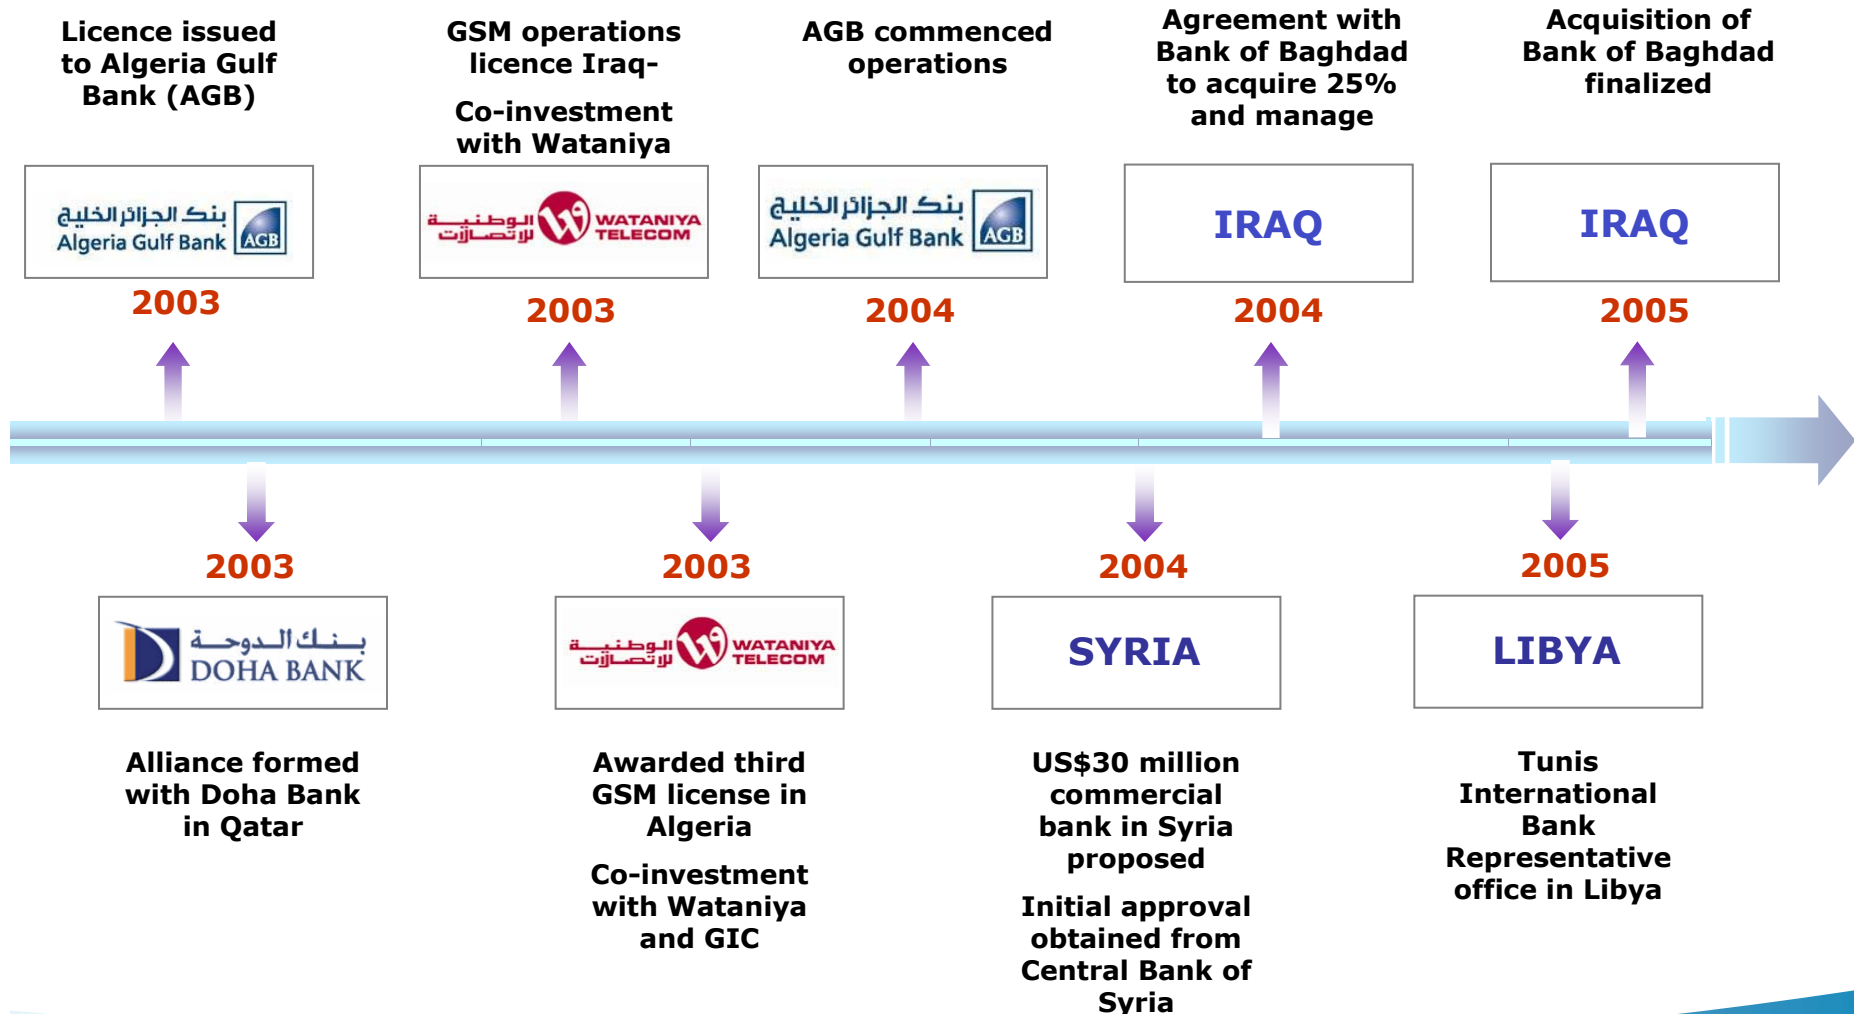 Licence issued
to Algeria Gulf
Bank (AGB)
بنك الجزائر الخليج
Algeria Gulf Bank
AGB
2003
GSM operations
licence Iraq-
Co-investment
with Wataniya
الوطنية
للإتصالات
WATANIYA
TELECOM
2003
AGB commenced
operations
بنك الجزائر الخليج
Algeria Gulf Bank
AGB
2004
Agreement with
Bank of Baghdad
to acquire 25%
and manage
IRAQ
2004
Acquisition of
Bank of Baghdad
finalized
IRAQ
2005
2003
بنك الدوحة
DOHA BANK
Alliance formed
with Doha Bank
in Qatar
2003
الوطنية
للإتصالات
WATANIYA
TELECOM
Awarded third
GSM license in
Algeria
Co-investment
with Wataniya
and GIC
2004
SYRIA
US$30 million
commercial
bank in Syria
proposed
Initial approval
obtained from
Central Bank of
Syria
2005
LIBYA
Tunis
International
Bank
Representative
office in Libya